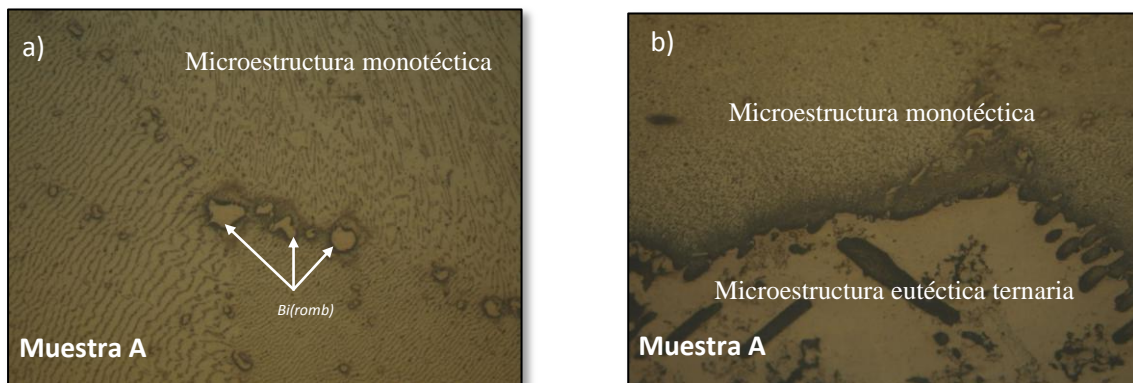 a)
Microestructura monotéctica
Bi(romb)
Muestra A
b)
Microestructura monotéctica
Microestructura eutéctica ternaria
Muestra A